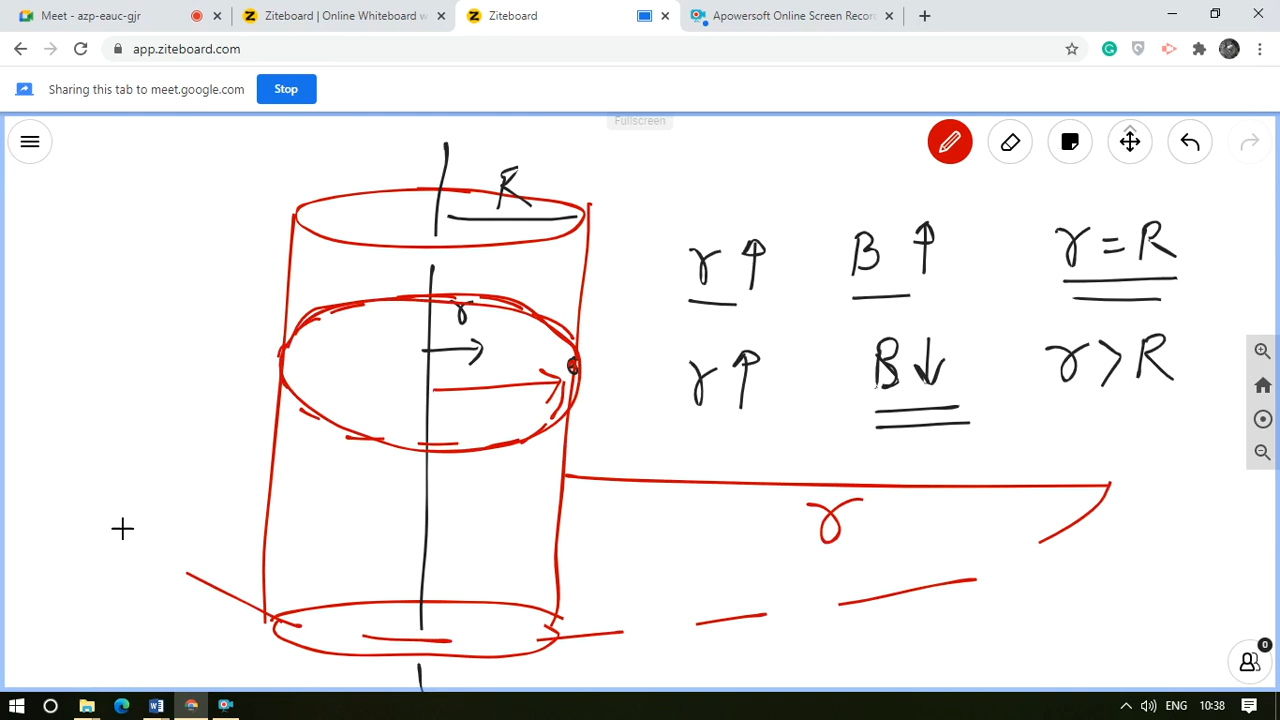 Meet - azp-eauc-gjr
Ziteboard | Online Whiteboard w
Ziteboard
Apowersoft Online Screen Recor
app.ziteboard.com
Sharing this tab to meet.google.com
Stop
Fullscreen
R
r
r ↑ B ↑ r = R
r ↑ B ↓ r > R
r
0
ENG
10:38